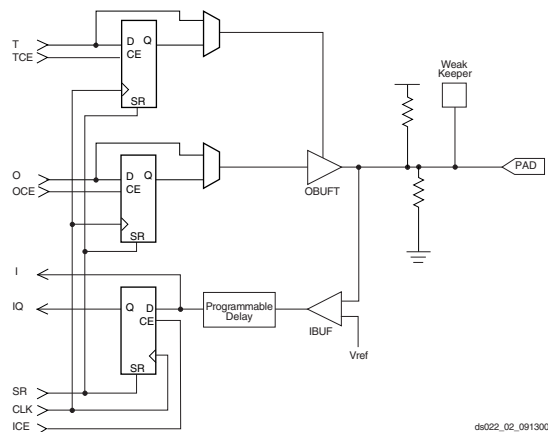 T
TCE
D Q
CE
SR
Weak
Keeper
O
OCE
D Q
CE
SR
OBUFT
PAD
I
IQ
Q D
CE
SR
Programmable
Delay
IBUF
Vref
SR
CLK
ICE
ds022_02_091300